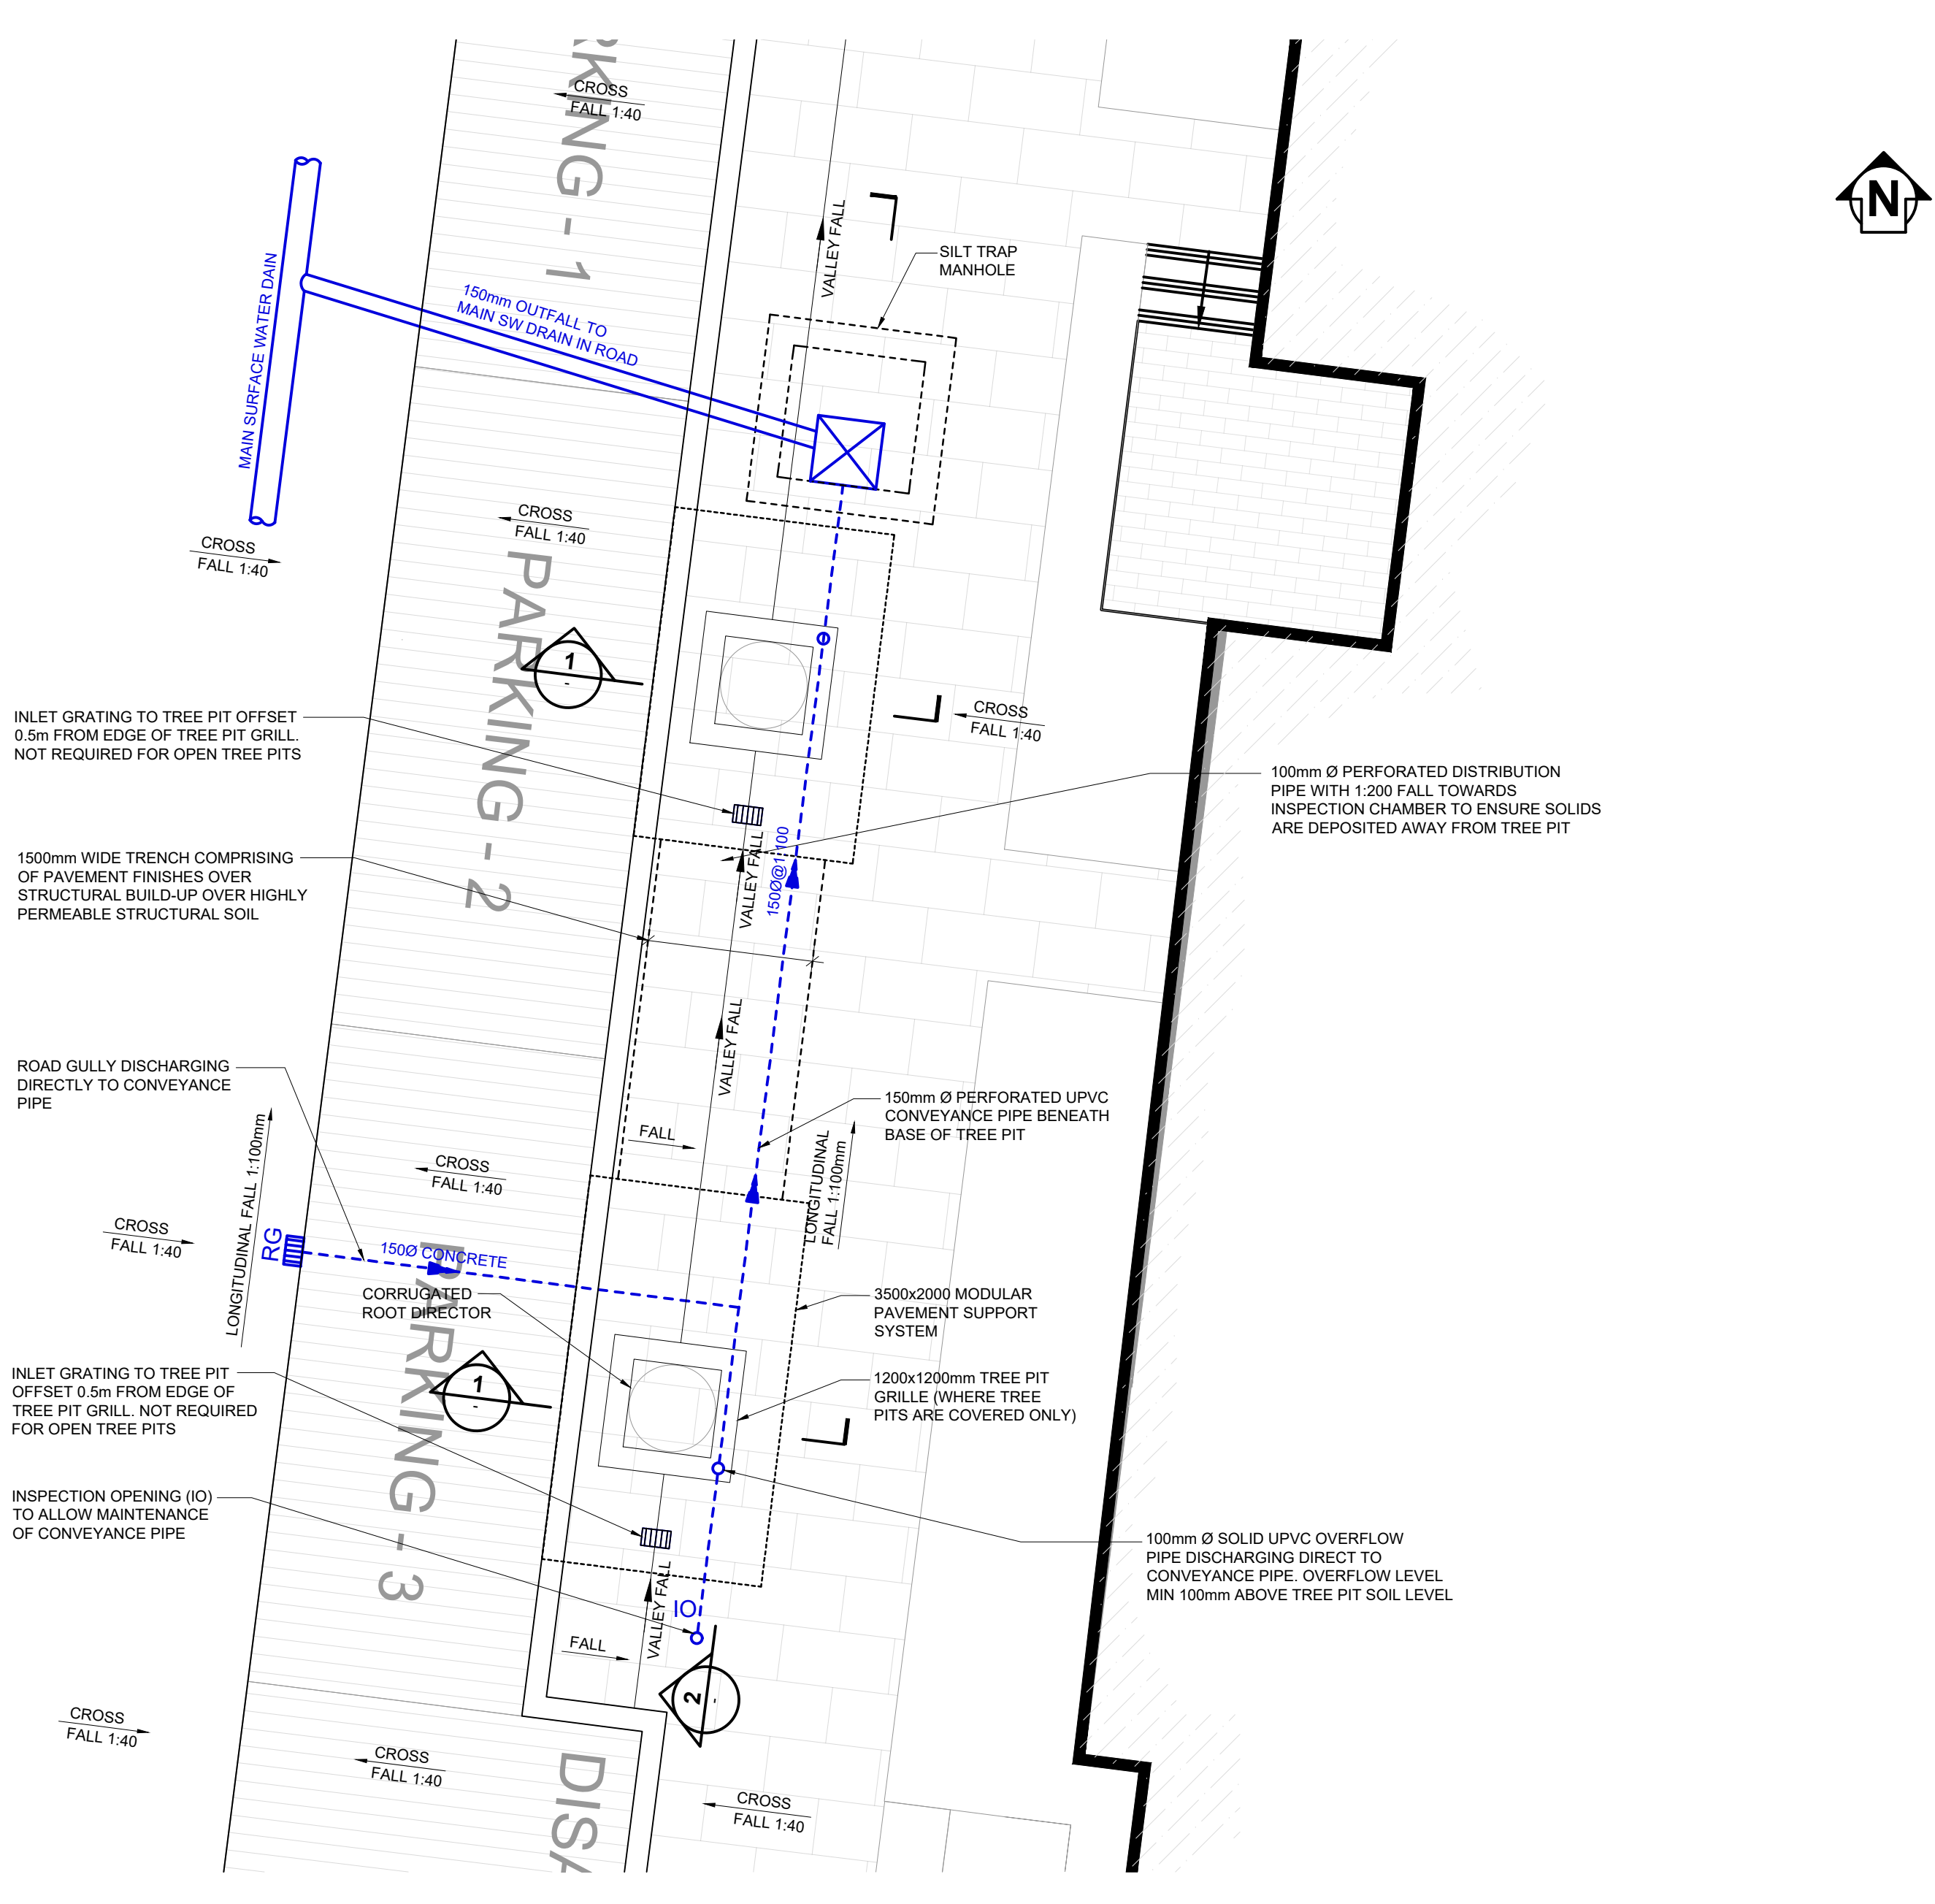 RKING - 1
CROSS
FALL 1:40
N
VALLEY FALL
SILT TRAP
MANHOLE
MAIN SURFACE WATER DRAIN
150mm OUTFALL TO
MAIN SW DRAIN IN ROAD
CROSS
FALL 1:40
CROSS
FALL 1:40
PARKING - 2
1
-
INLET GRATING TO TREE PIT OFFSET
0.5m FROM EDGE OF TREE PIT GRILL.
NOT REQUIRED FOR OPEN TREE PITS
CROSS
FALL 1:40
100mm Ø PERFORATED DISTRIBUTION
PIPE WITH 1:200 FALL TOWARDS
INSPECTION CHAMBER TO ENSURE SOLIDS
ARE DEPOSITED AWAY FROM TREE PIT
VALLEY FALL
150Ø@1:100
1500mm WIDE TRENCH COMPRISING
OF PAVEMENT FINISHES OVER
STRUCTURAL BUILD-UP OVER HIGHLY
PERMEABLE STRUCTURAL SOIL
VALLEY FALL
ROAD GULLY DISCHARGING
DIRECTLY TO CONVEYANCE
PIPE
150mm Ø PERFORATED UPVC
CONVEYANCE PIPE BENEATH
BASE OF TREE PIT
FALL
LONGITUDINAL
FALL 1:100mm
LONGITUDINAL FALL 1:100mm
CROSS
FALL 1:40
CROSS
FALL 1:40
RG
150Ø CONCRETE
PARKING - 3
CORRUGATED
ROOT DIRECTOR
3500x2000 MODULAR
PAVEMENT SUPPORT
SYSTEM
INLET GRATING TO TREE PIT
OFFSET 0.5m FROM EDGE OF
TREE PIT GRILL. NOT REQUIRED
FOR OPEN TREE PITS
1
-
1200x1200mm TREE PIT
GRILLE (WHERE TREE
PITS ARE COVERED ONLY)
INSPECTION OPENING (IO)
TO ALLOW MAINTENANCE
OF CONVEYANCE PIPE
100mm Ø SOLID UPVC OVERFLOW
PIPE DISCHARGING DIRECT TO
CONVEYANCE PIPE. OVERFLOW LEVEL
MIN 100mm ABOVE TREE PIT SOIL LEVEL
VALLEY FALL
IO
FALL
2
-
CROSS
FALL 1:40
CROSS
FALL 1:40
DISA
CROSS
FALL 1:40